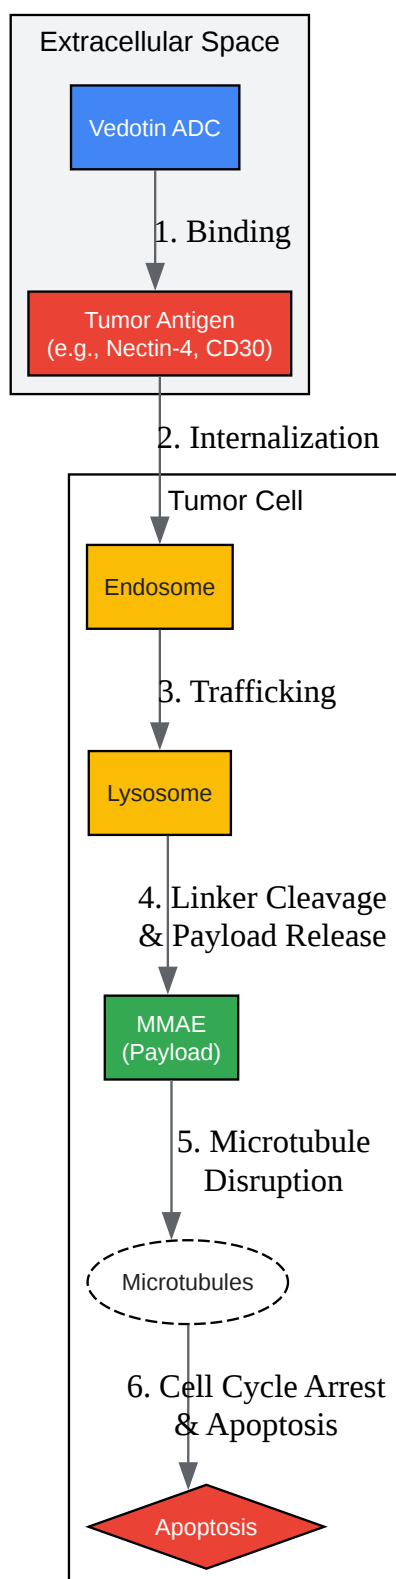 Extracellular Space
Vedotin ADC
1. Binding
Tumor Antigen
(e.g., Nectin-4, CD30)
2. Internalization
Tumor Cell
Endosome
3. Trafficking
Lysosome
4. Linker Cleavage
& Payload Release
MMAE
(Payload)
5. Microtubule
Disruption
Microtubules
6. Cell Cycle Arrest
& Apoptosis
Apoptosis